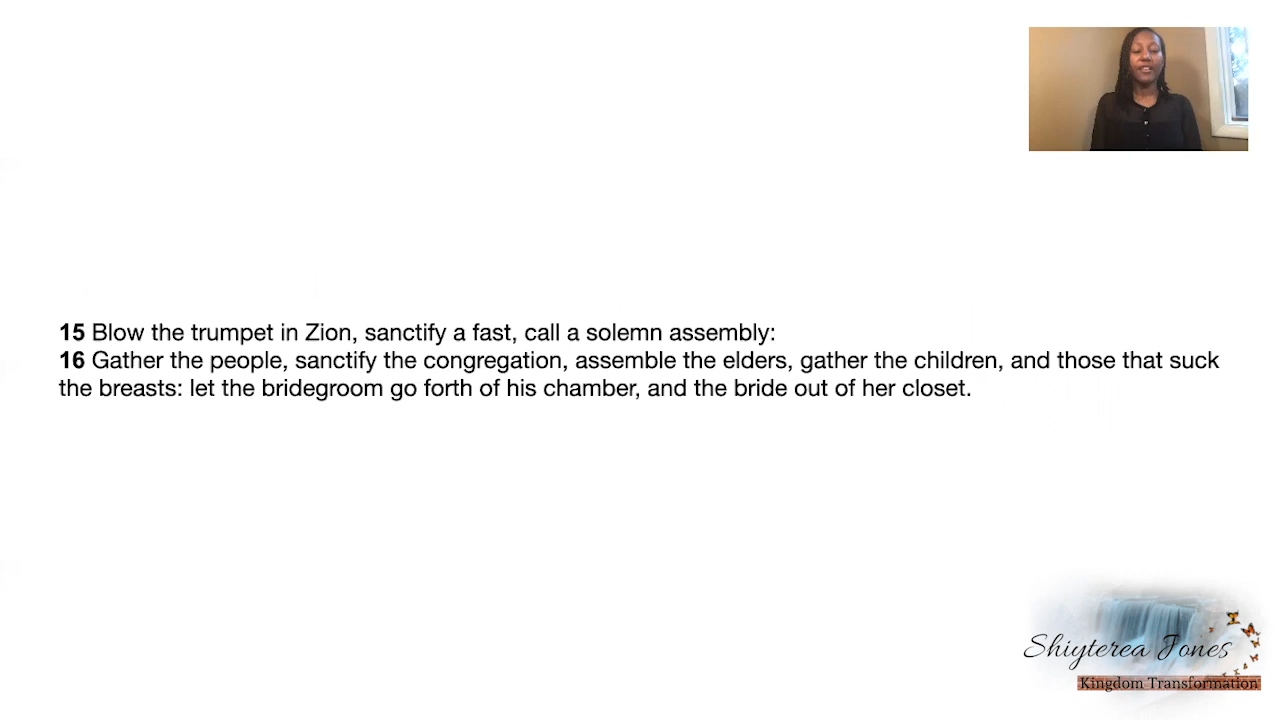 15 Blow the trumpet in Zion, sanctify a fast, call a solemn assembly:
16 Gather the people, sanctify the congregation, assemble the elders, gather the children, and those that suck
the breasts: let the bridegroom go forth of his chamber, and the bride out of her closet.
Shiyterea Jones
Kingdom Transformation